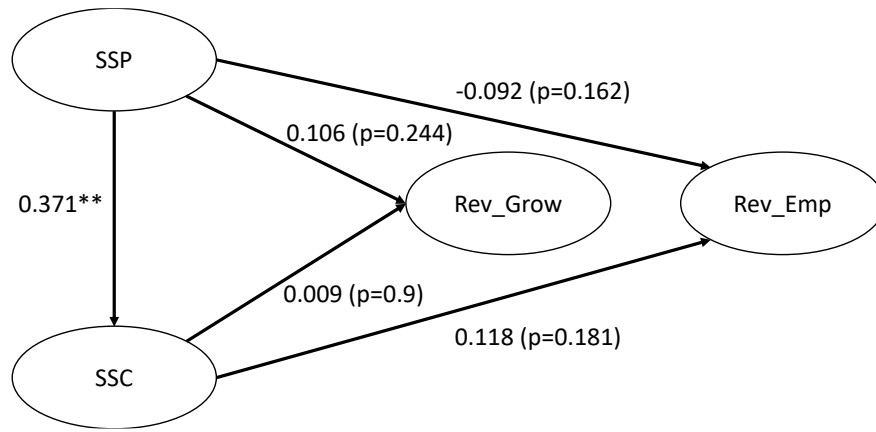 SSP
-0.092 (p=0.162)
0.106 (p=0.244)
0.371**
Rev_Grow
Rev_Emp
0.009 (p=0.9)
0.118 (p=0.181)
SSC